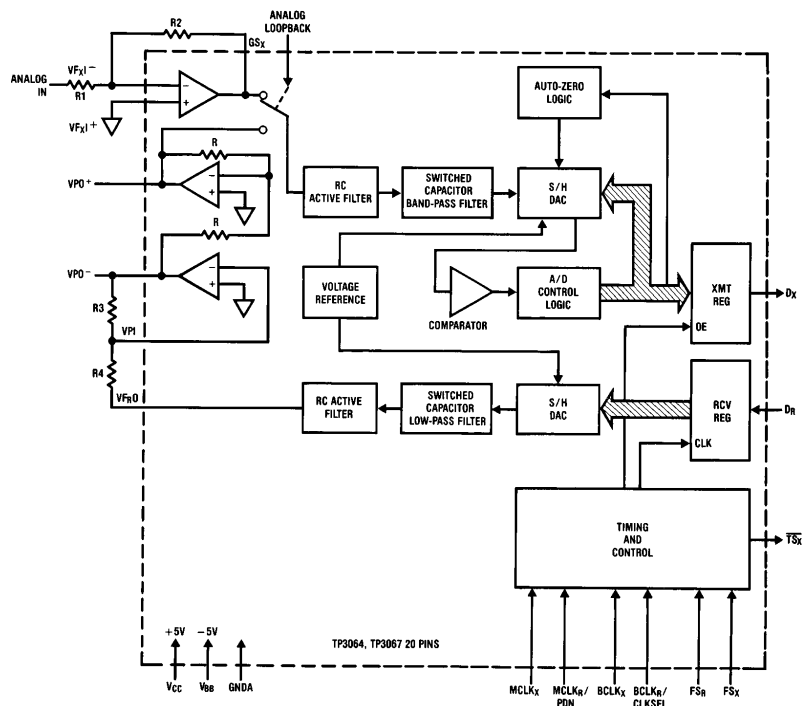 R2
GSX
ANALOG
LOOPBACK
ANALOG
IN
VFXI−
R1
VFXI+
−
+
AUTO-ZERO
LOGIC
R
VPO+
−
+
RC
ACTIVE FILTER
SWITCHED
CAPACITOR
BAND-PASS FILTER
S/H
DAC
R
VPO−
−
+
VOLTAGE
REFERENCE
COMPARATOR
A/D
CONTROL
LOGIC
XMT
REG
OE
DX
R3
VPI
R4
VFRO
RC ACTIVE
FILTER
SWITCHED
CAPACITOR
LOW-PASS FILTER
S/H
DAC
RCV
REG
CLK
DR
TIMING
AND
CONTROL
TSX
+5V
−5V
TP3064, TP3067 20 PINS
VCC
VBB
GNDA
MCLKX
MCLKR/
PDN
BCLKX
BCLKR/
CLKSEL
FSR
FSX